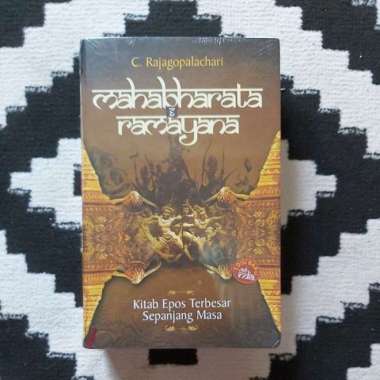 C. Rajagopalachari
mahabharata
&
ramayana
Kitab Epos Terbesar
Sepanjang Masa